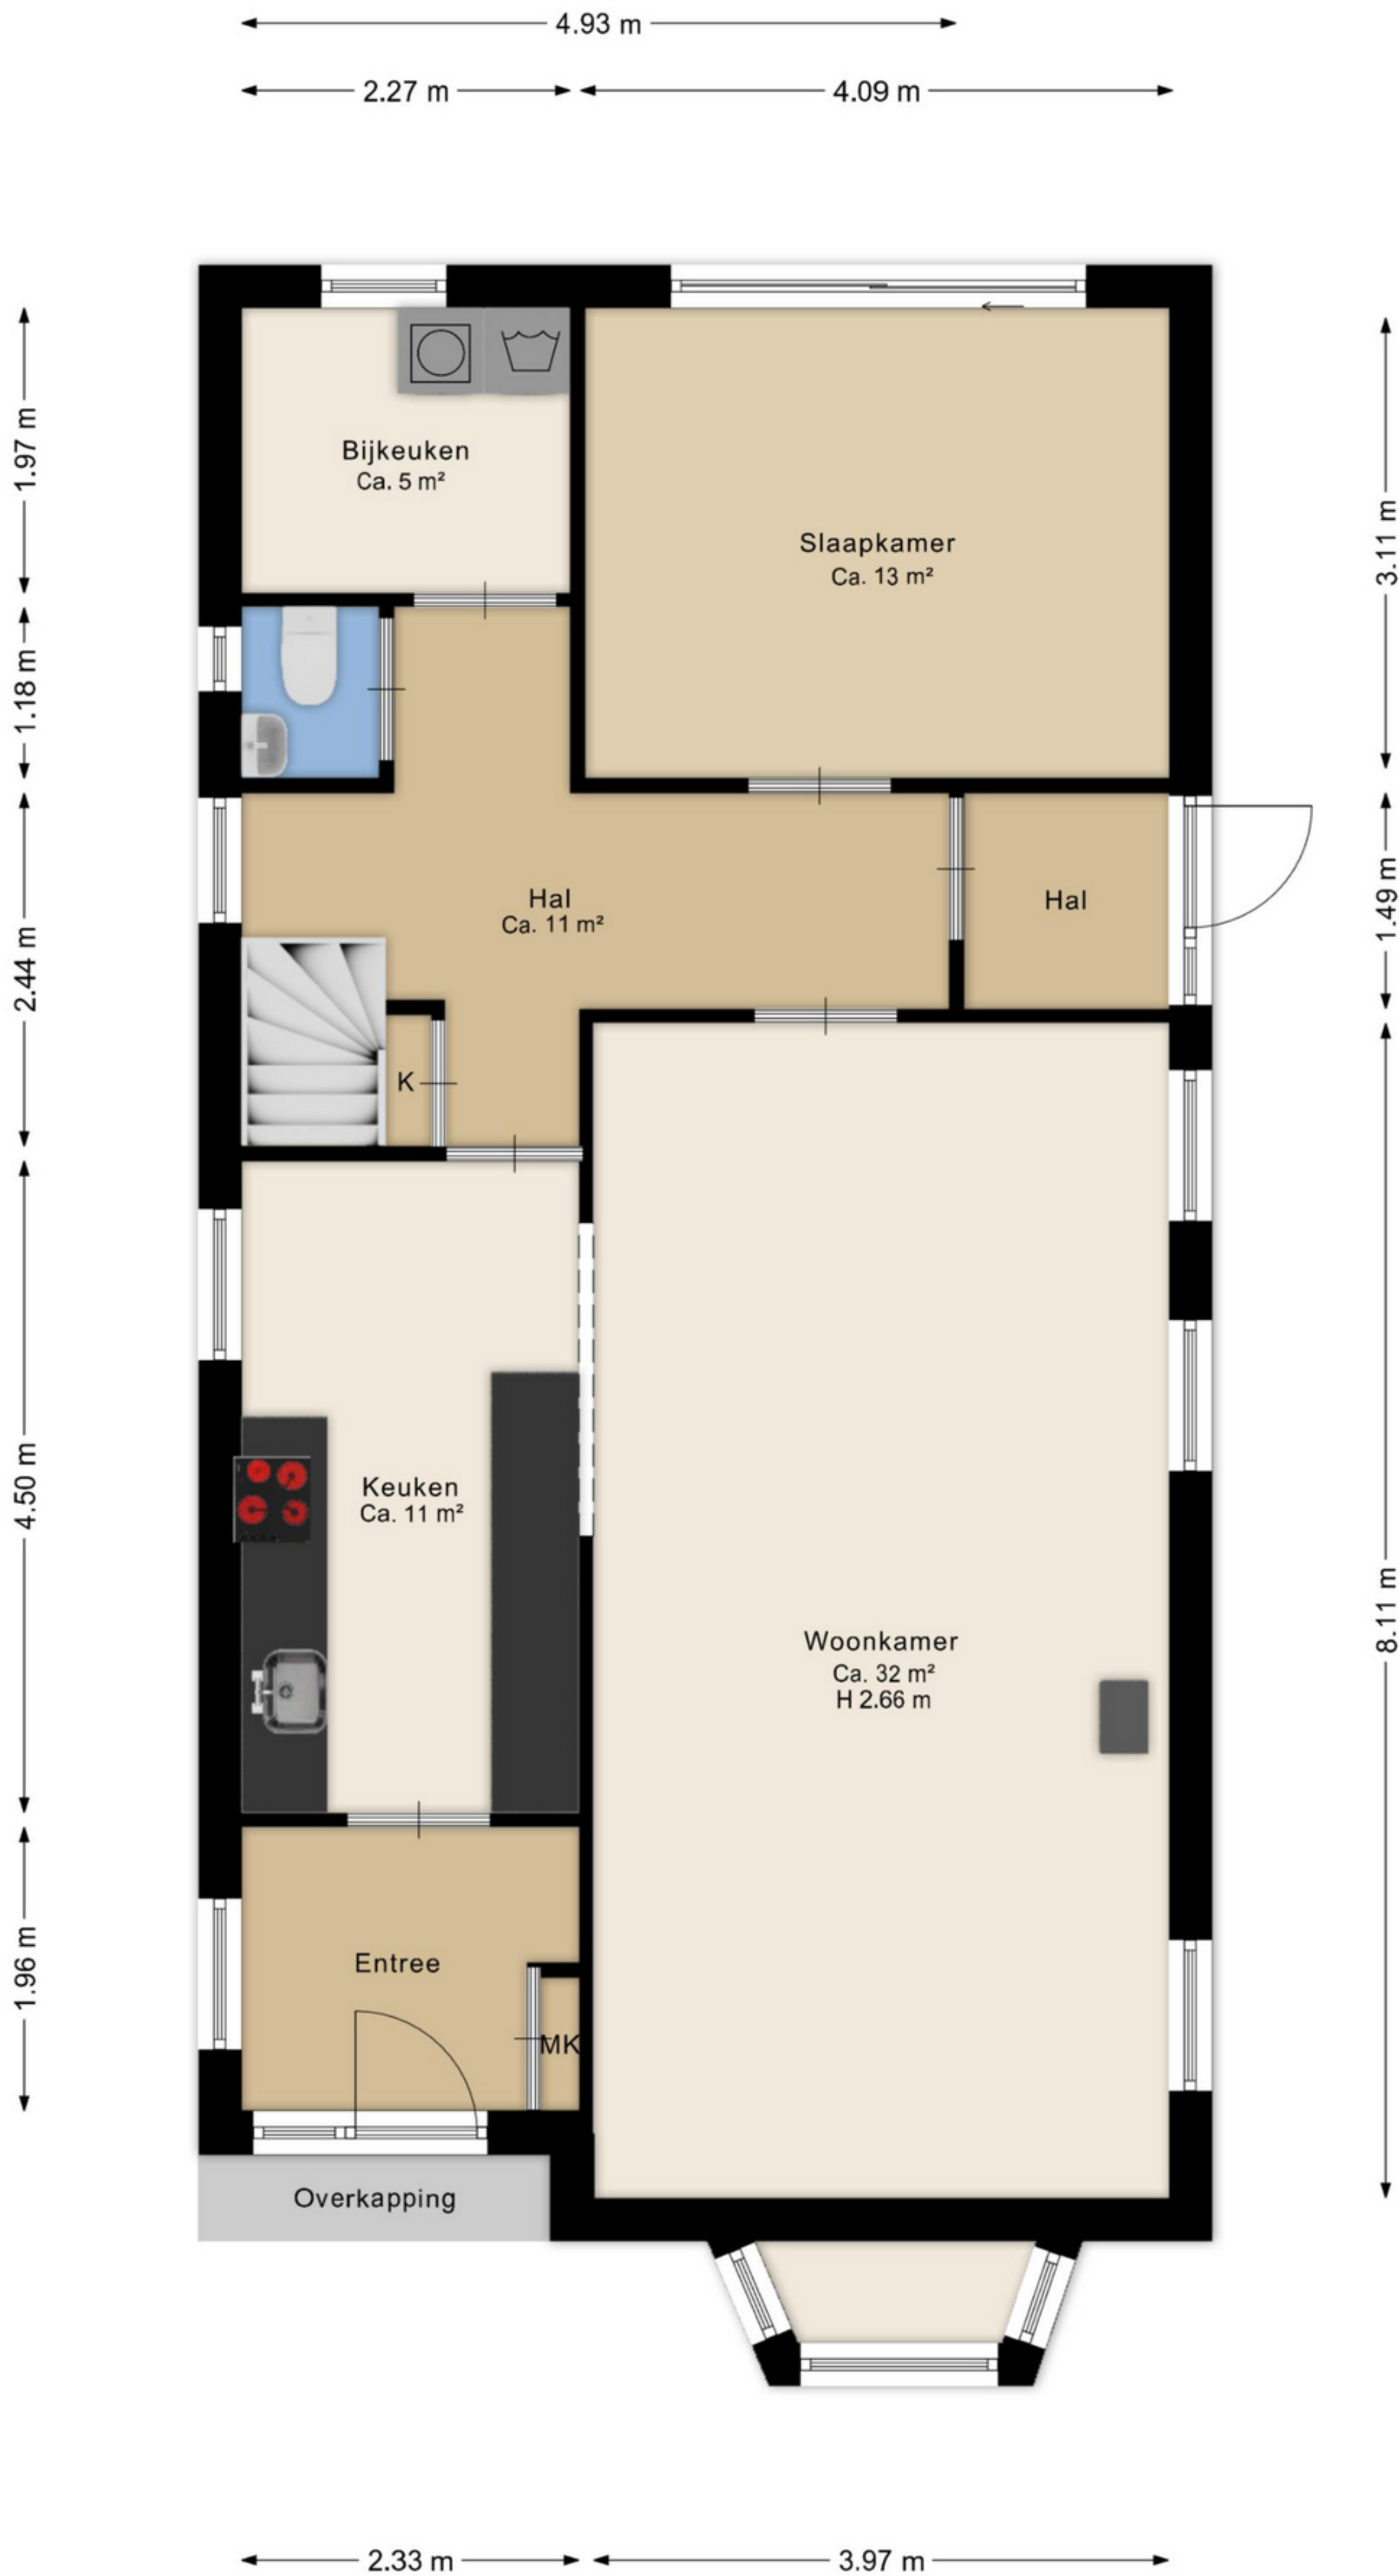 4.93 m
2.27 m
4.09 m
1.97 m
3.11 m
Bijkeuken
Ca. 5 m²
Slaapkamer
Ca. 13 m²
1.18 m
2.44 m
1.49 m
Hal
Ca. 11 m²
Hal
K
4.50 m
Keuken
Ca. 11 m²
8.11 m
Woonkamer
Ca. 32 m²
H 2.66 m
1.96 m
Entree
MK
Overkapping
2.33 m
3.97 m